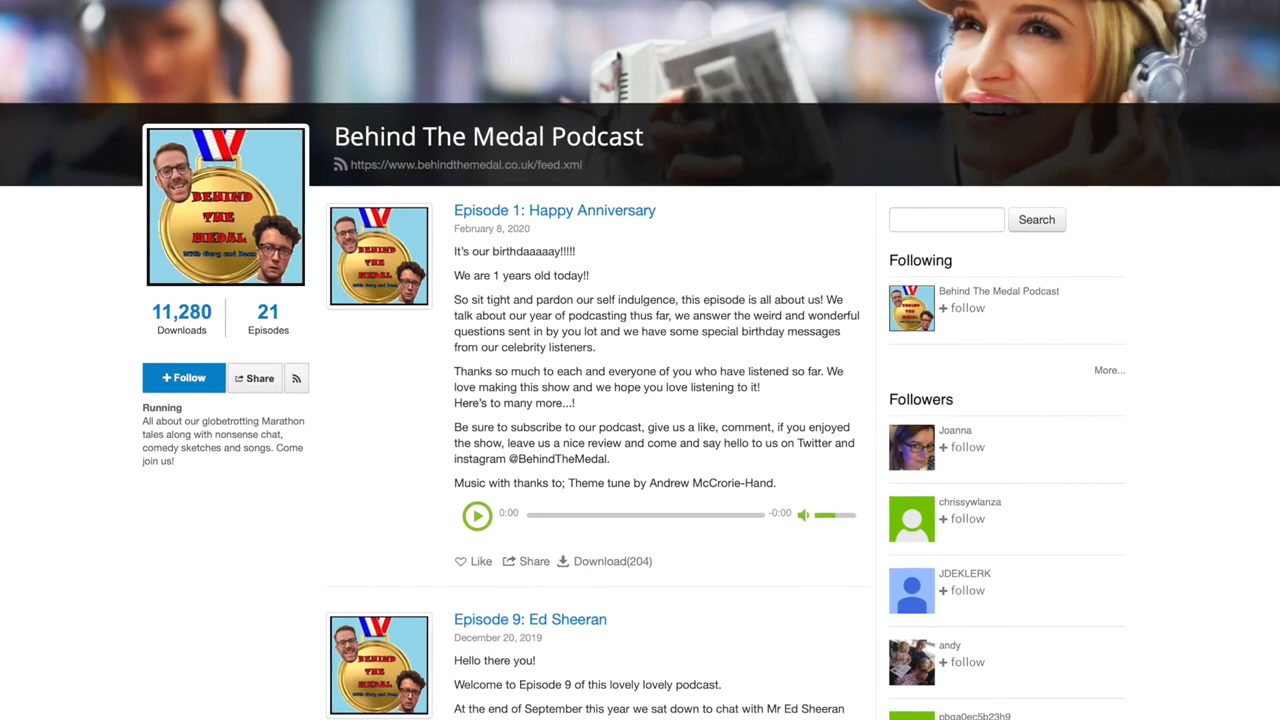 Behind The Medal Podcast
https://www.behindthemedal.co.uk/feed.xml
BEHIND
THE
MEDAL
With Gary and Dean
11,280
Downloads
21
Episodes
+ Follow
Share
Running
All about our globetrotting Marathon
tales along with nonsense chat,
comedy sketches and songs. Come
join us!
BEHIND
THE
MEDAL
Episode 1: Happy Anniversary
February 8, 2020
It's our birthdaaaaay!!!!!
We are 1 years old today!!
So sit tight and pardon our self indulgence, this episode is all about us! We
talk about our year of podcasting thus far, we answer the weird and wonderful
questions sent in by you lot and we have some special birthday messages
from our celebrity listeners.
Thanks so much to each and everyone of you who have listened so far. We
love making this show and we hope you love listening to it!
Here's to many more...!
Be sure to subscribe to our podcast, give us a like, comment, if you enjoyed
the show, leave us a nice review and come and say hello to us on Twitter and
instagram @BehindTheMedal.
Music with thanks to; Theme tune by Andrew McCrorie-Hand.
0:00
-0:00
Like
Share
Download(204)
BEHIND
THE
MEDAL
Episode 9: Ed Sheeran
December 20, 2019
Hello there you!
Welcome to Episode 9 of this lovely lovely podcast.
At the end of September this year we sat down to chat with Mr Ed Sheeran
Search
Following
Behind The Medal Podcast
+ follow
More...
Followers
Joanna
+ follow
chrissywlanza
+ follow
JDEKLERK
+ follow
andy
+ follow
pbga0ec5b23h9